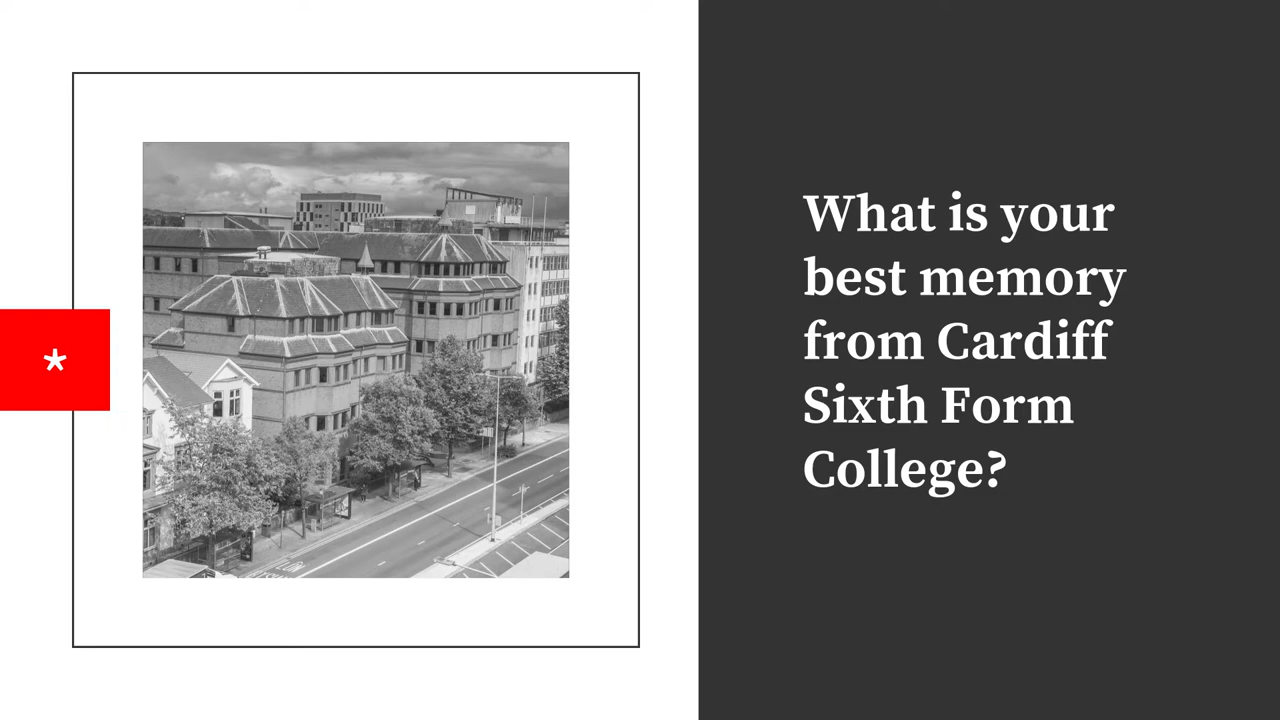 *
What is your
best memory
from Cardiff
Sixth Form
College?